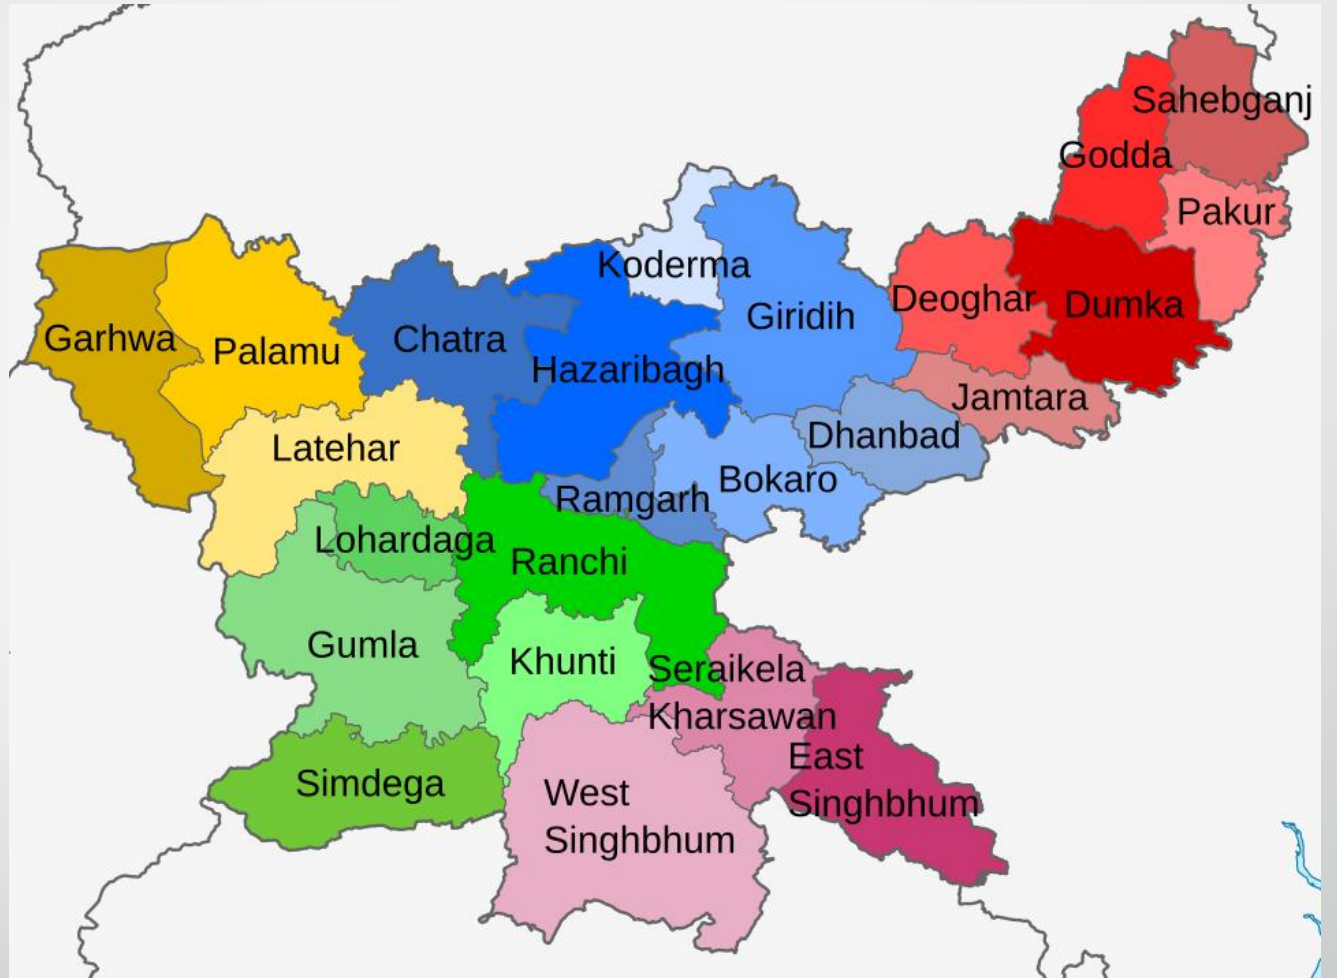 Sahebganj
Godda
Pakur
Koderma
Deoghar
Dumka
Giridih
Garhwa
Palamu
Chatra
Hazaribagh
Jamtara
Latehar
Dhanbad
Bokaro
Ramgarh
Lohardaga
Ranchi
Gumla
Khunti
Seraikela
Kharsawan
East
Singhbhum
Simdega
West
Singhbhum